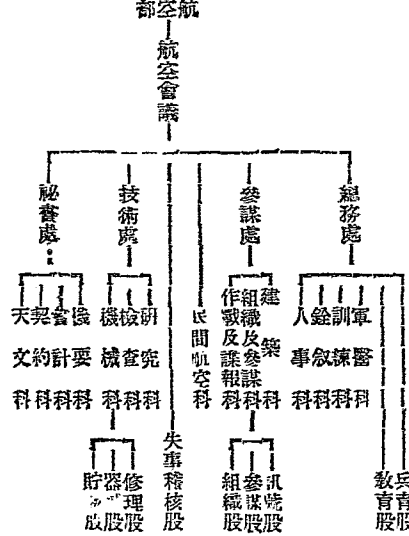 航空部
航空會議
總務處
參謀處
技術處
祕書處
軍醫科
訓練科
銓敘科
人事科
建築科
組織及參謀科
作戰及諜報科
民間航空科
研究科
檢查科
機械科
機要科
會計科
契約科
天文科
兵育股
教育股
訊號股
參謀股
組織股
失事稽核股
修理股